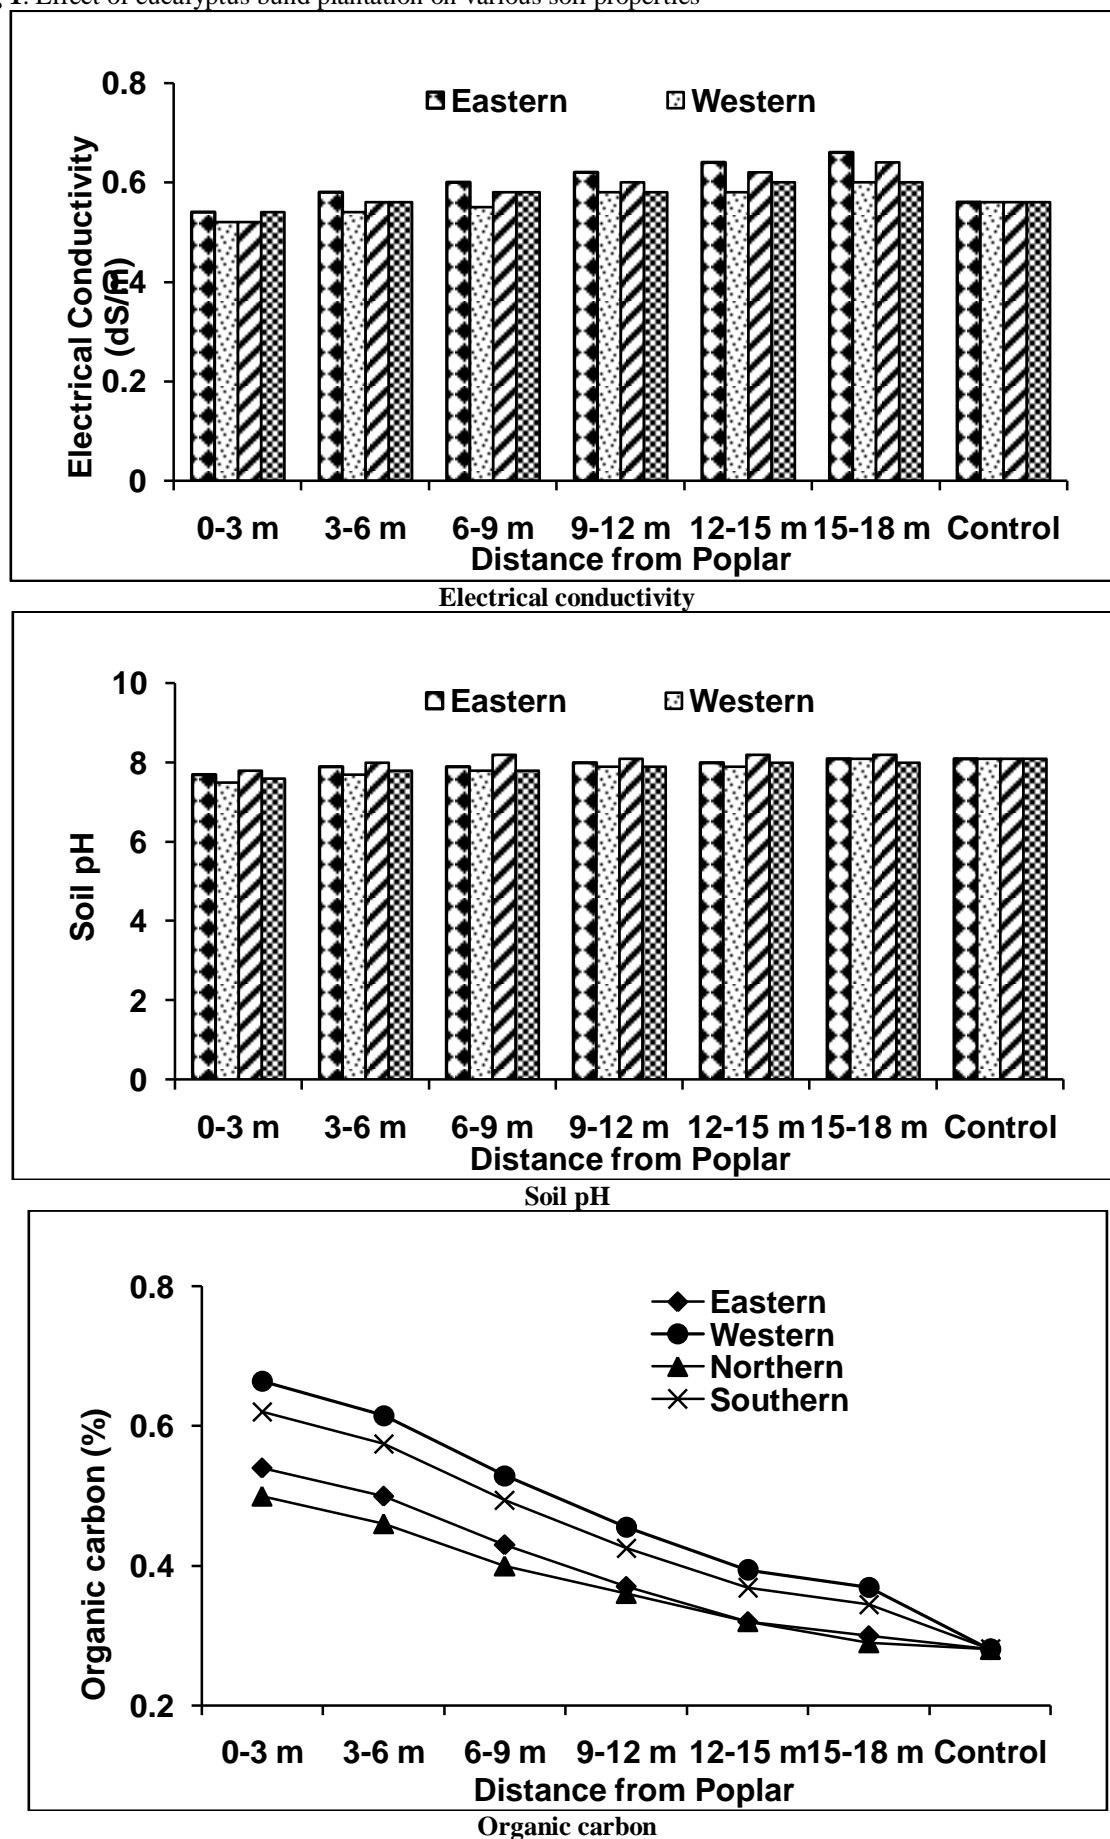 1. Effect of eucalyptus bund plantation on various soil properties
0.8
Eastern Western
0.6
0.4
0.2
0
Electrical Conductivity
(dS/m)
0-3 m 3-6 m 6-9 m 9-12 m 12-15 m 15-18 m Control
Distance from Poplar
Electrical conductivity
10
Eastern Western
8
6
4
2
0
Soil pH
0-3 m 3-6 m 6-9 m 9-12 m 12-15 m 15-18 m Control
Distance from Poplar
Soil pH
0.8
Eastern
Western
Northern
Southern
0.6
0.4
0.2
Organic carbon (%)
0-3 m 3-6 m 6-9 m 9-12 m 12-15 m 15-18 m Control
Distance from Poplar
Organic carbon